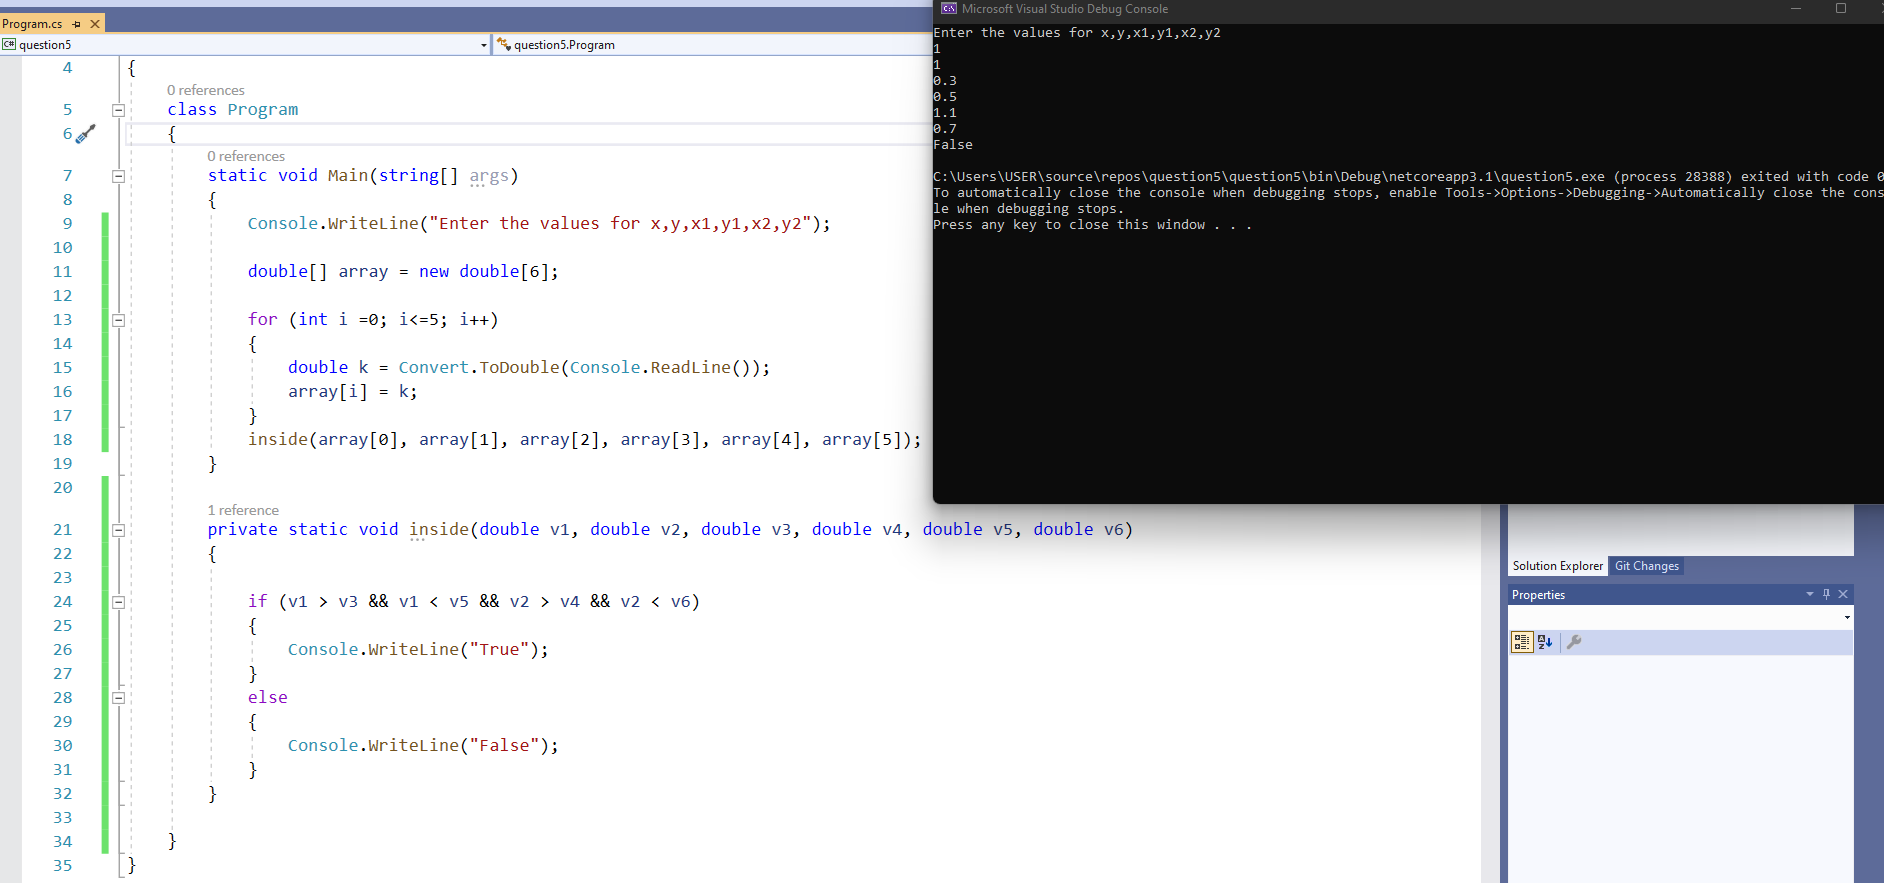 Program.cs
question5
question5.Program
4 {
0 references
5 class Program
6 {
0 references
7 static void Main(string[] args)
8 {
9 Console.WriteLine("Enter the values for x,y,x1,y1,x2,y2");
10
11 double[] array = new double[6];
12
13 for (int i =0; i<=5; i++)
14 {
15 double k = Convert.ToDouble(Console.ReadLine());
16 array[i] = k;
17 }
18 inside(array[0], array[1], array[2], array[3], array[4], array[5]);
19 }
20
1 reference
21 private static void inside(double v1, double v2, double v3, double v4, double v5, double v6)
22 {
23
24 if (v1 > v3 && v1 < v5 && v2 > v4 && v2 < v6)
25 {
26 Console.WriteLine("True");
27 }
28 else
29 {
30 Console.WriteLine("False");
31 }
32 }
33
34 }
35 }
Microsoft Visual Studio Debug Console
Enter the values for x,y,x1,y1,x2,y2
1
1
0.3
0.5
1.1
0.7
False
C:\Users\USER\source\repos\question5\question5\bin\Debug\netcoreapp3.1\question5.exe (process 28388) exited with code 0
To automatically close the console when debugging stops, enable Tools->Options->Debugging->Automatically close the cons
le when debugging stops.
Press any key to close this window . . .
Solution Explorer Git Changes
Properties